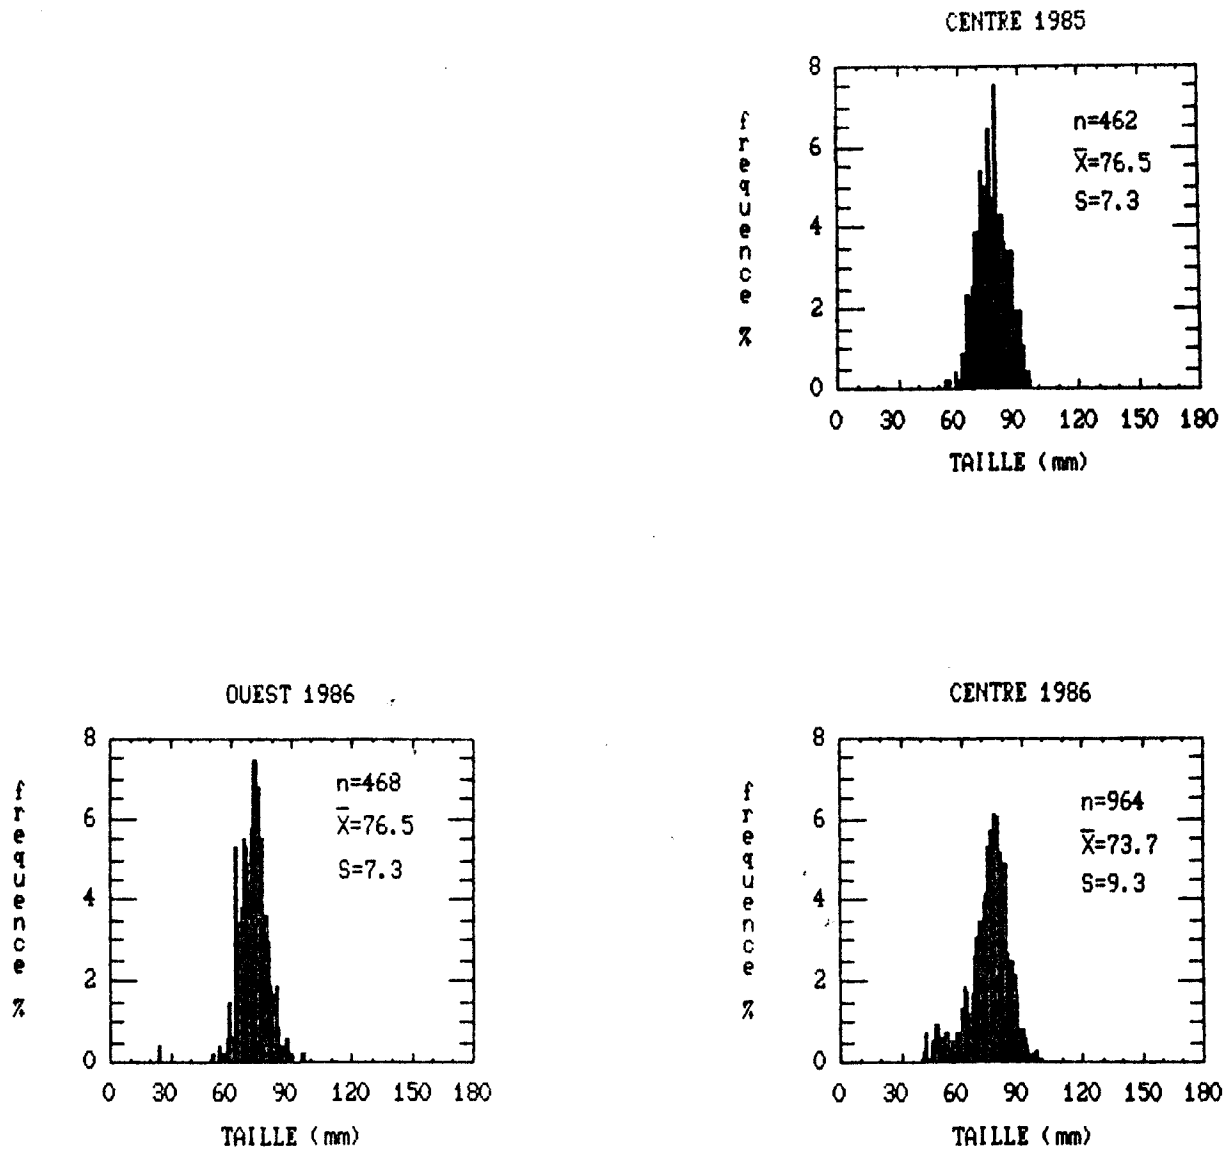 CENTRE 1985
frequence %
8
6
4
2
0
n=462
X̄=76.5
S=7.3
0 30 60 90 120 150 180
TAILLE (mm)
OUEST 1986
frequence %
8
6
4
2
0
n=468
X̄=76.5
S=7.3
0 30 60 90 120 150 180
TAILLE (mm)
CENTRE 1986
frequence %
8
6
4
2
0
n=964
X̄=73.7
S=9.3
0 30 60 90 120 150 180
TAILLE (mm)